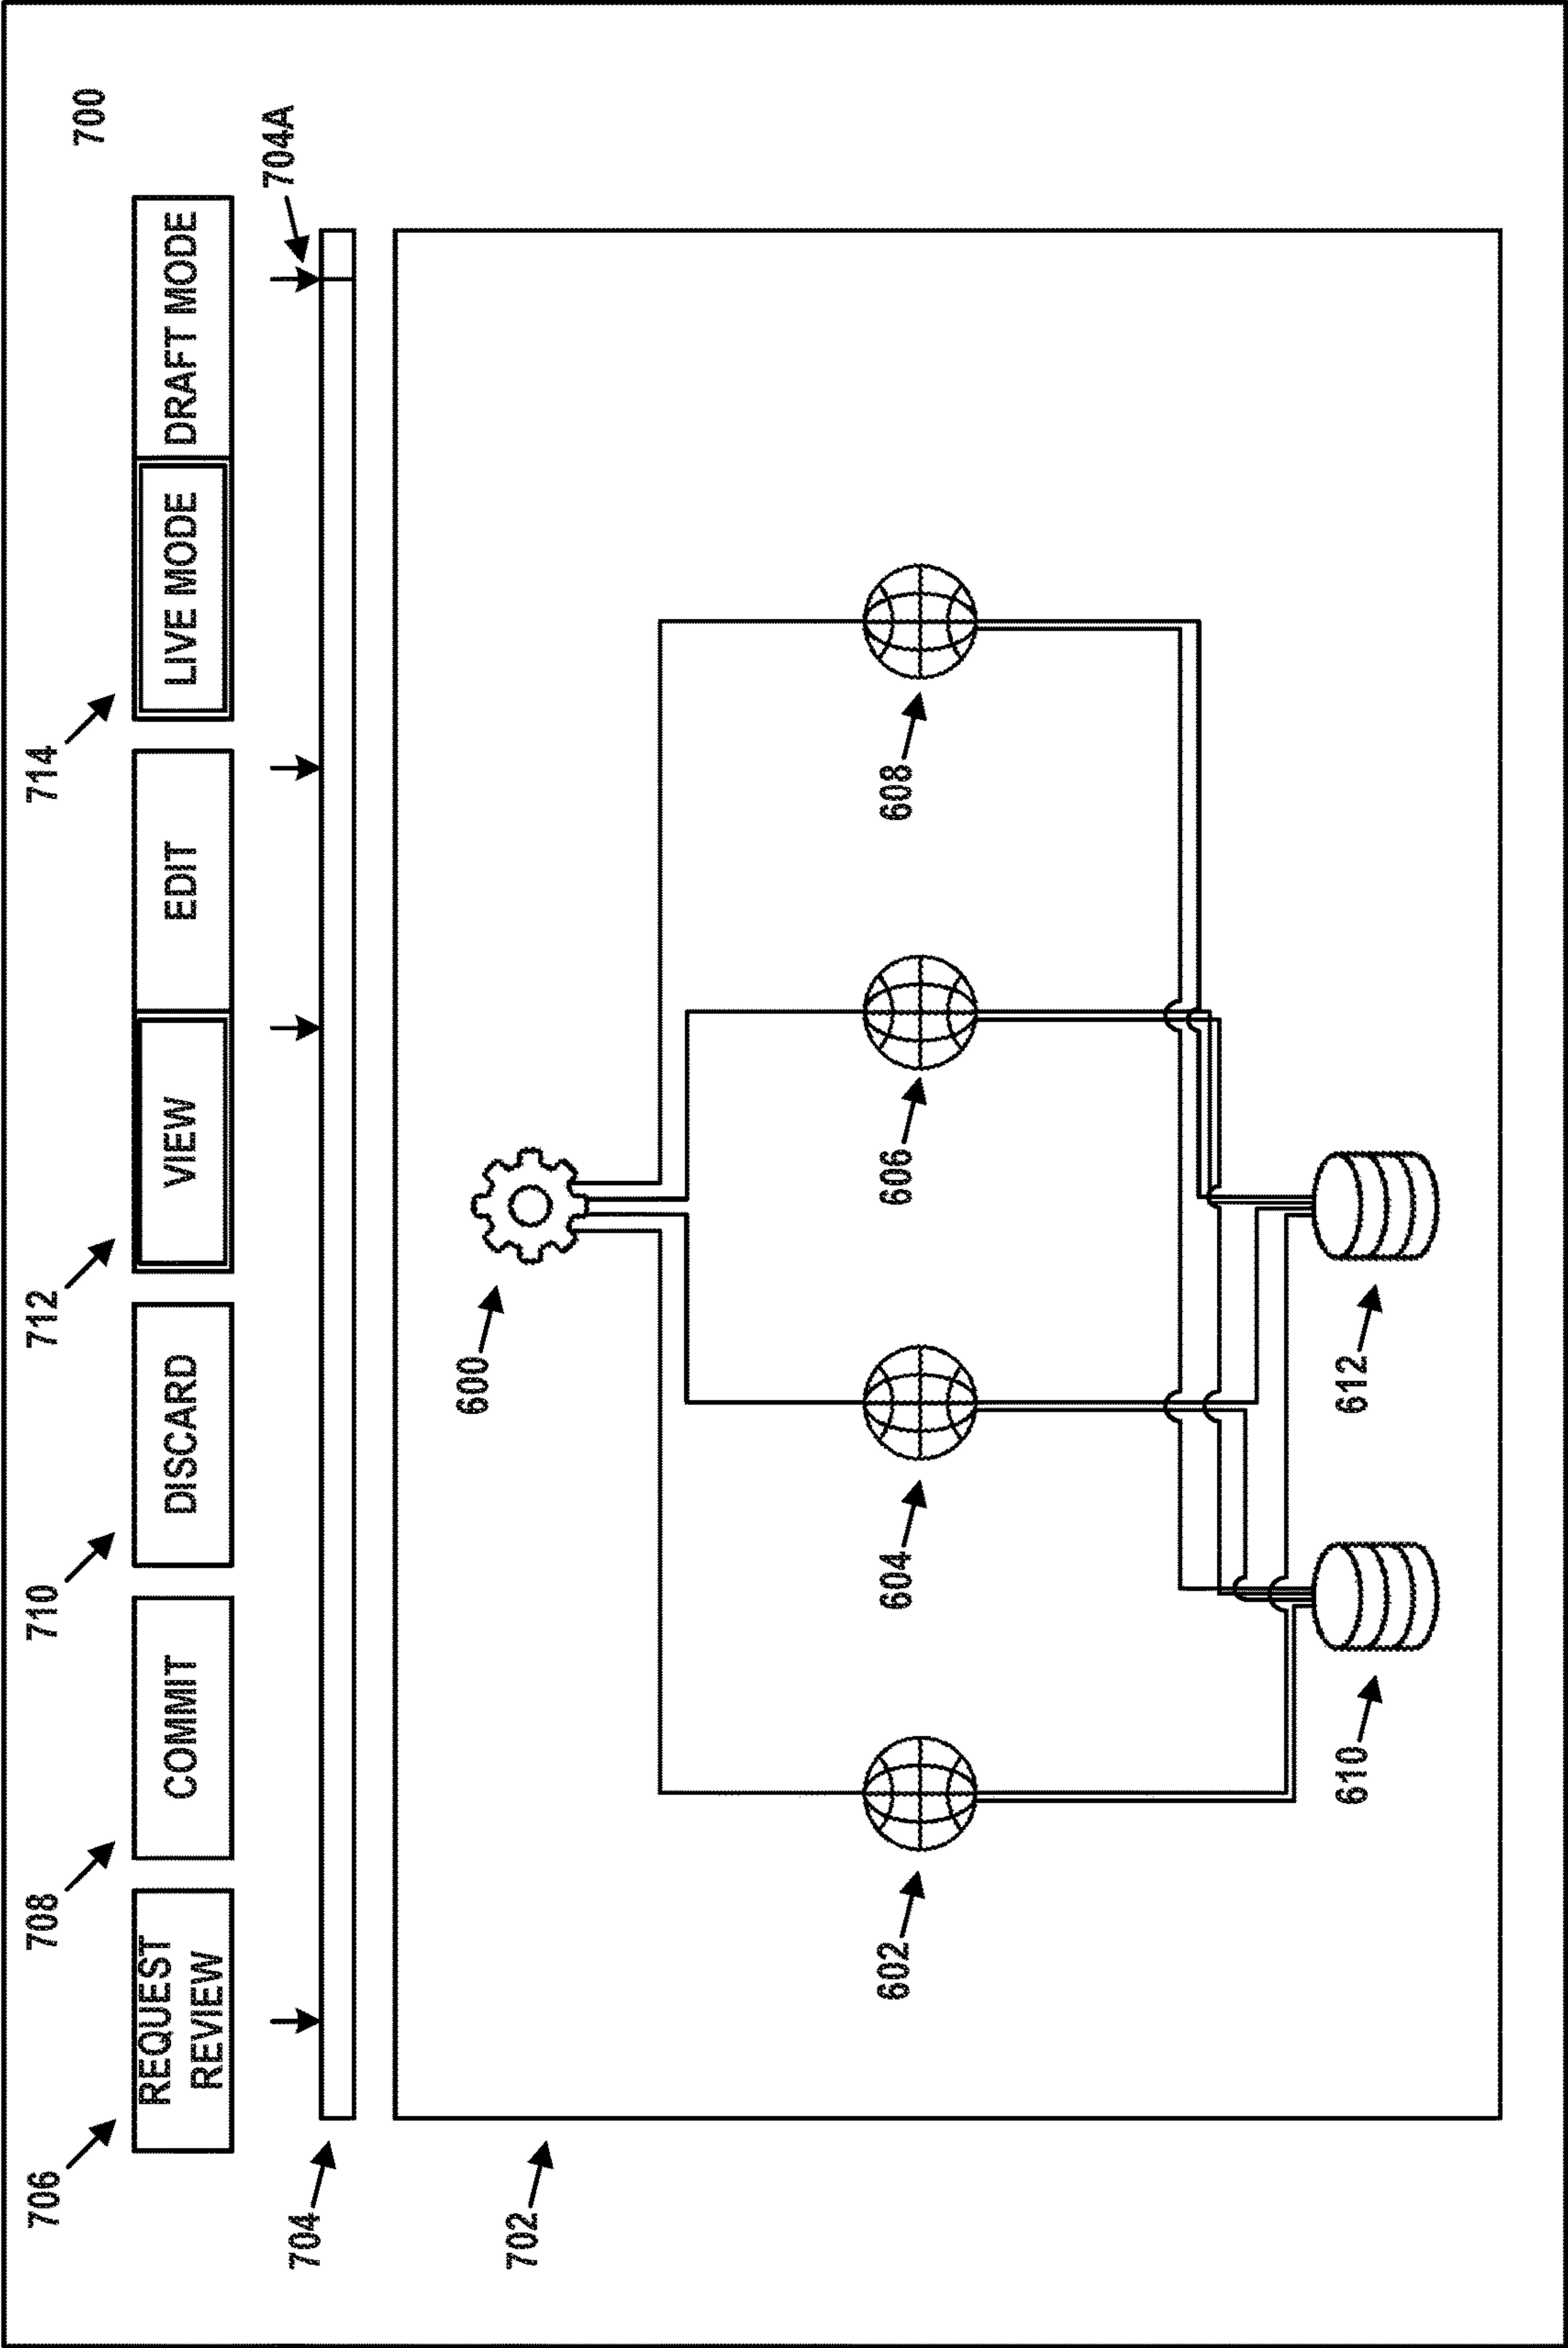 700
706
708
710
712
714
REQUEST
REVIEW
COMMIT
DISCARD
VIEW
EDIT
LIVE MODE
DRAFT MODE
704
704A
702
600
602
604
606
608
610
612